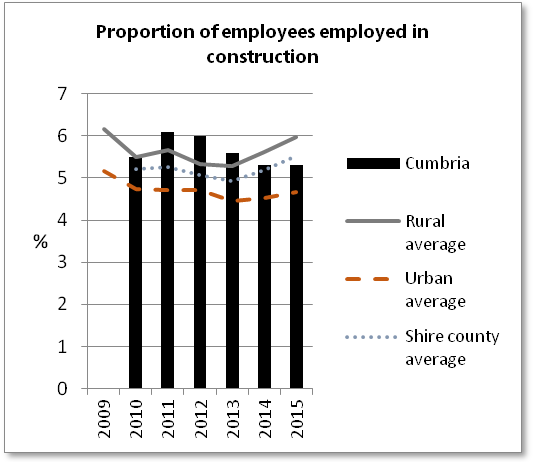 Proportion of employees employed in
construction
7
6
5
4
3
2
1
0
%
2009
2010
2011
2012
2013
2014
2015
Cumbria
Rural
average
Urban
average
Shire county
average